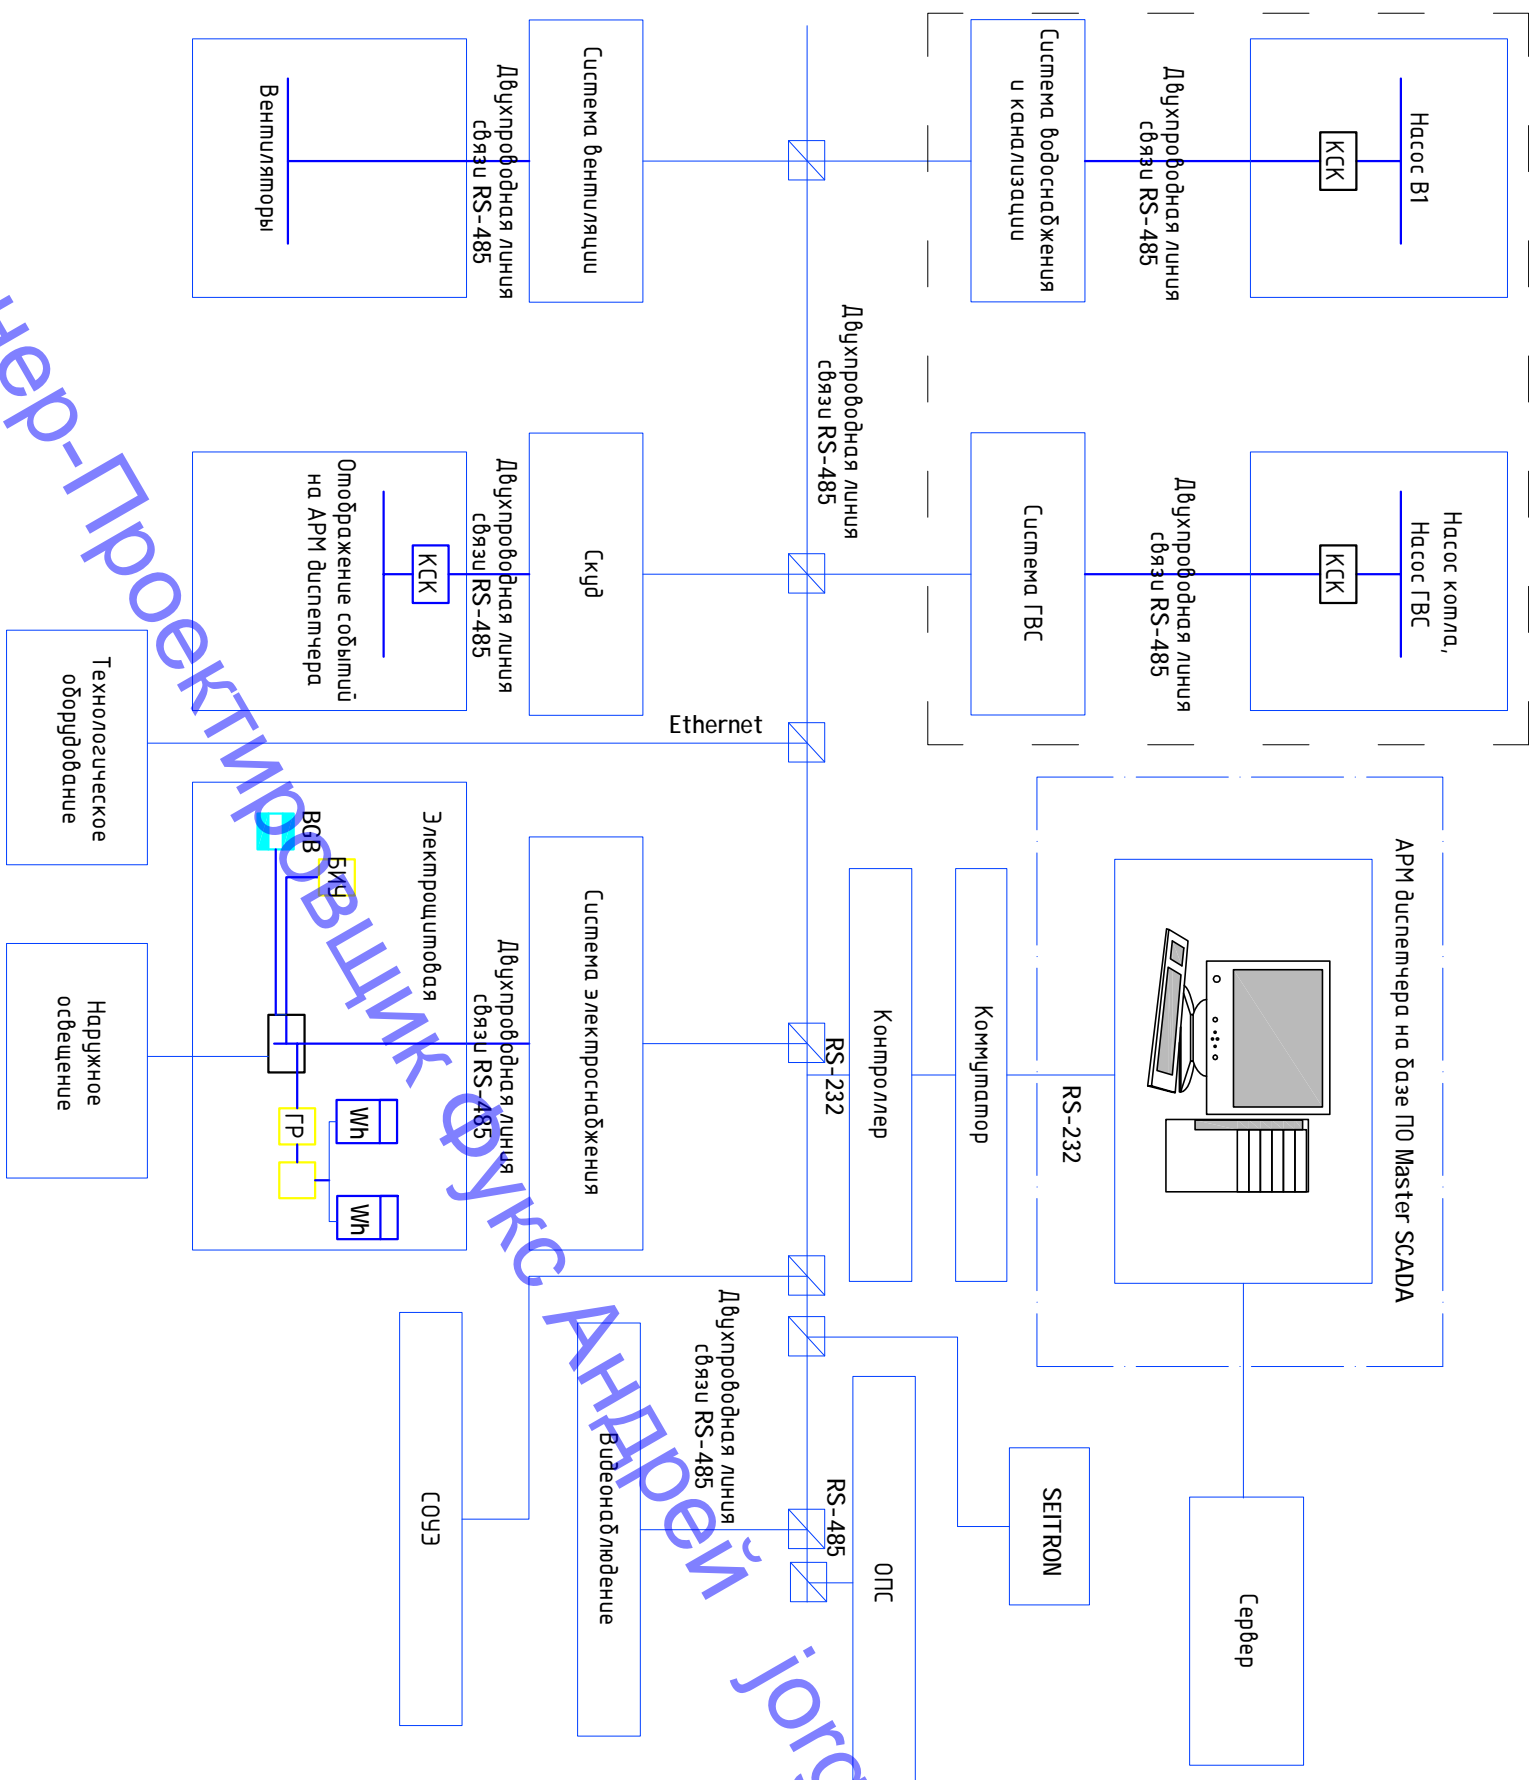 Насос В1
КСК
Двухпроводная линия
связи RS-485
Система водоснабжения
и канализации
Насос котла,
Насос ГВС
КСК
Двухпроводная линия
связи RS-485
Система ГВС
АРМ диспетчера на базе ПО Master SCADA
RS-232
Коммутатор
Контроллер
RS-232
Сервер
SEITRON
ОПС
RS-485
Двухпроводная линия
связи RS-485
Двухпроводная линия
связи RS-485
Ethernet
Система вентиляции
Двухпроводная линия
связи RS-485
Вентиляторы
Скуд
Двухпроводная линия
связи RS-485
КСК
Отображение событий
на АРМ диспетчера
Система электроснабжения
Двухпроводная линия
связи RS-485
Электрощитовая
БИУ
BGB
Wh
Wh
ГР
Видеонаблюдение
СОУЭ
Технологическое
оборудование
Наружное
освещение
нер-Проектировщик Фукс Андрей jorg